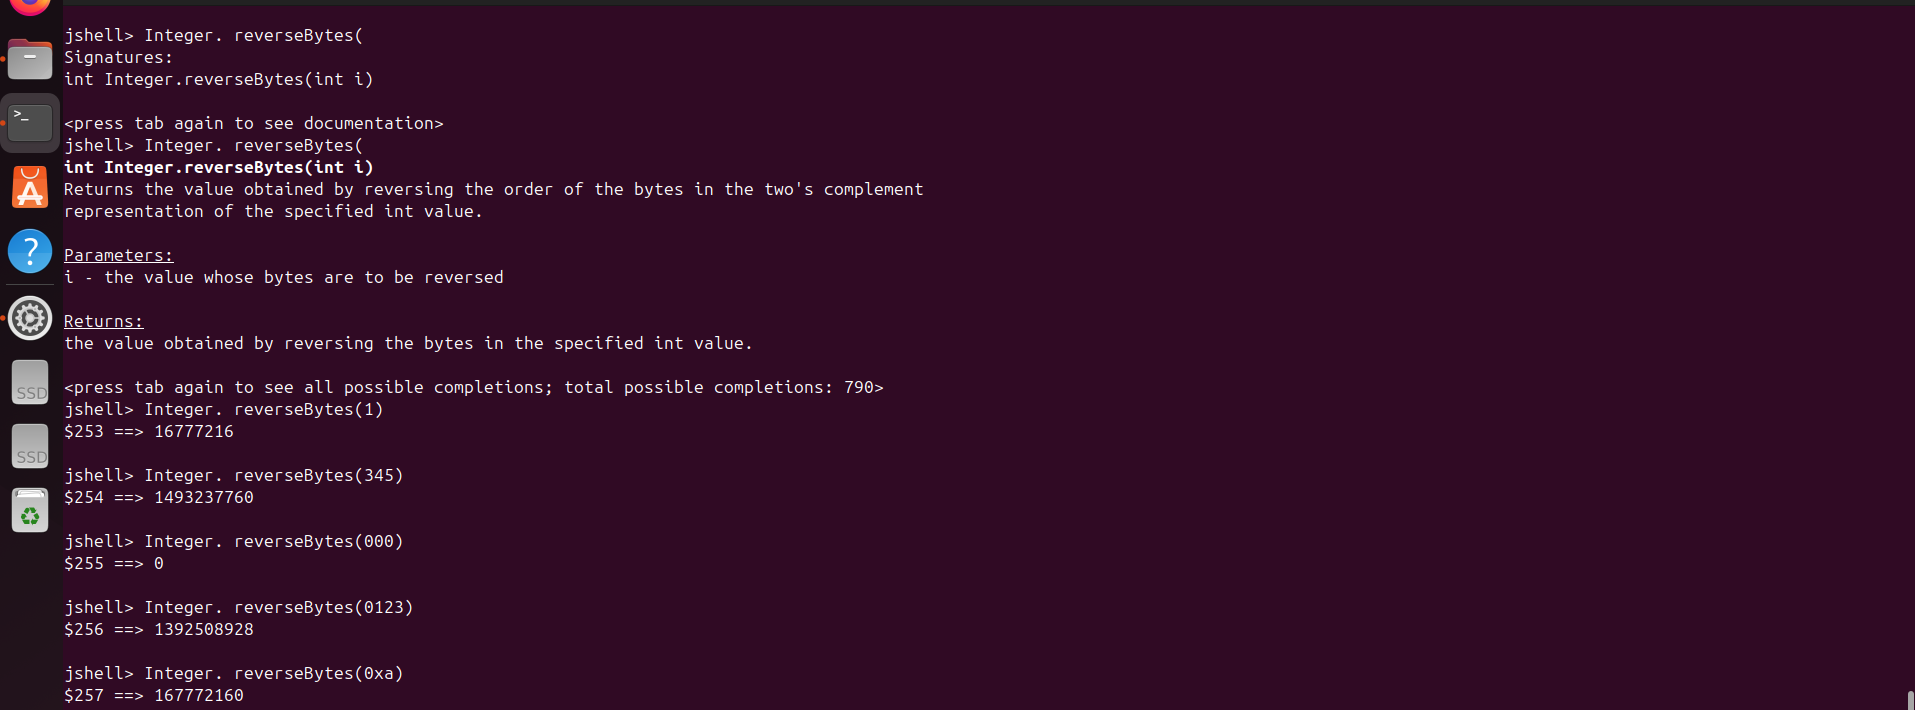 jshell> Integer. reverseBytes(
Signatures:
int Integer.reverseBytes(int i)
<press tab again to see documentation>
jshell> Integer. reverseBytes(
int Integer.reverseBytes(int i)
Returns the value obtained by reversing the order of the bytes in the two's complement
representation of the specified int value.
Parameters:
i - the value whose bytes are to be reversed
Returns:
the value obtained by reversing the bytes in the specified int value.
<press tab again to see all possible completions; total possible completions: 790>
jshell> Integer. reverseBytes(1)
$253 ==> 16777216
jshell> Integer. reverseBytes(345)
$254 ==> 1493237760
jshell> Integer. reverseBytes(000)
$255 ==> 0
jshell> Integer. reverseBytes(0123)
$256 ==> 1392508928
jshell> Integer. reverseBytes(0xa)
$257 ==> 167772160
>_
A
?
SSD
SSD